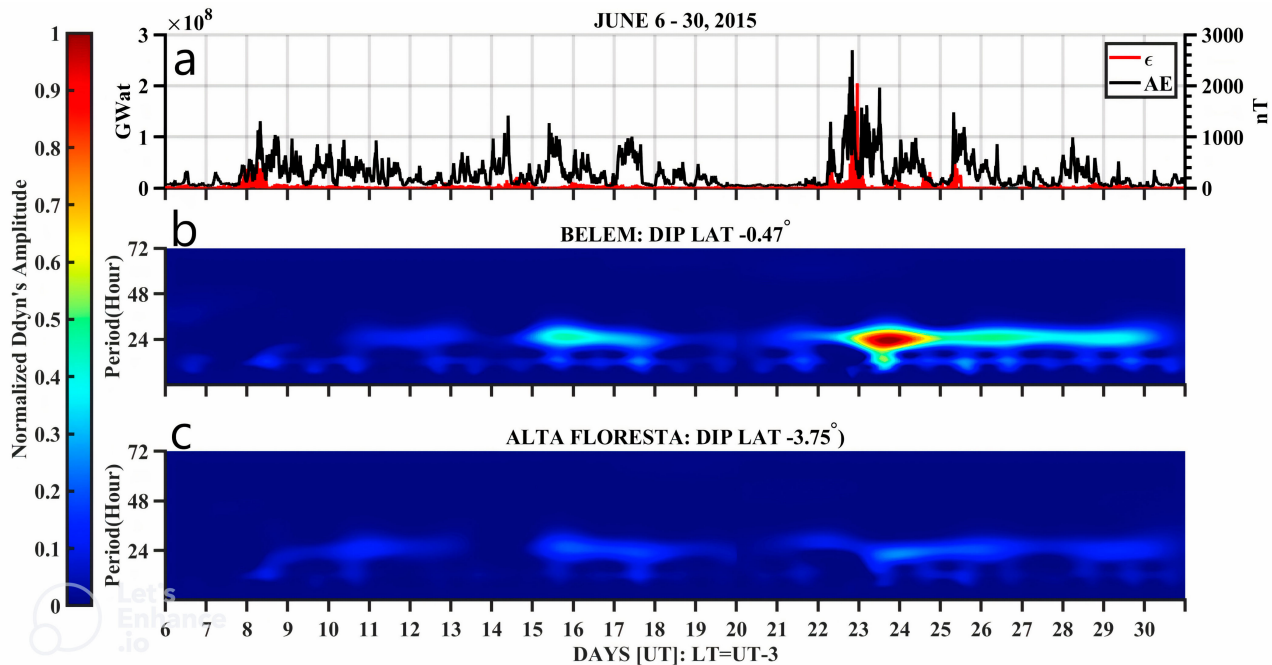 JUNE 6 - 30, 2015
×10⁸
a
3
2
1
0
GWat
3000
2000
1000
0
nT
ϵ
AE
Normalized Ddyn's Amplitude
1
0.9
0.8
0.7
0.6
0.5
0.4
0.3
0.2
0.1
0
b
BELEM: DIP LAT -0.47°
72
48
24
Period(Hour)
c
ALTA FLORESTA: DIP LAT -3.75°)
72
48
24
Period(Hour)
6 7 8 9 10 11 12 13 14 15 16 17 18 19 20 21 22 23 24 25 26 27 28 29 30
DAYS [UT]: LT=UT-3
Let's
Enhance
.io